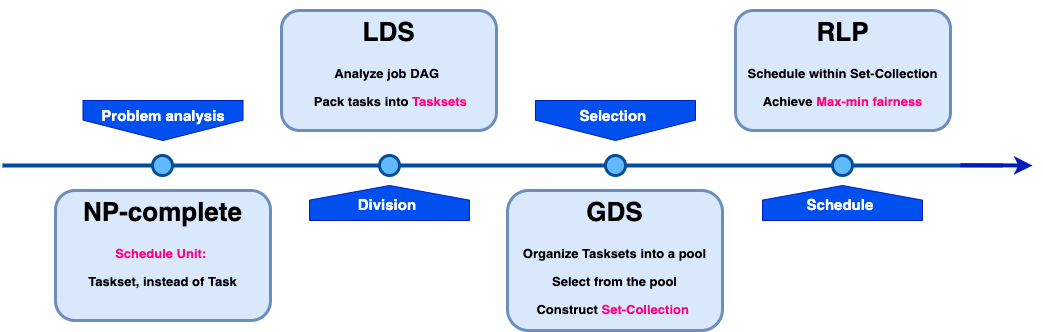 Problem analysis
NP-complete
Schedule Unit:
Taskset, instead of Task
LDS
Analyze job DAG
Pack tasks into Tasksets
Division
Selection
GDS
Organize Tasksets into a pool
Select from the pool
Construct Set-Collection
RLP
Schedule within Set-Collection
Achieve Max-min fairness
Schedule